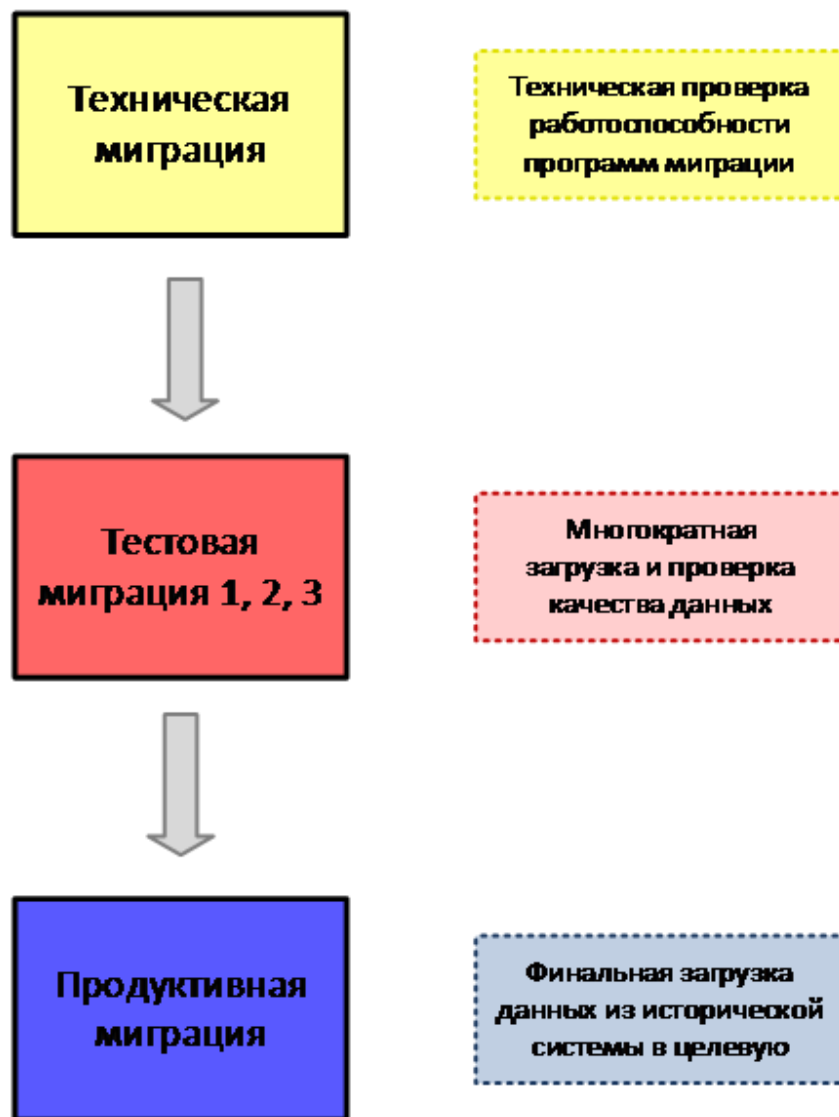 Техническая
миграция
Техническая проверка
работоспособности
программ миграции
Тестовая
миграция 1, 2, 3
Многократная
загрузка и проверка
качества данных
Продуктивная
миграция
Финальная загрузка
данных из исторической
системы в целевую